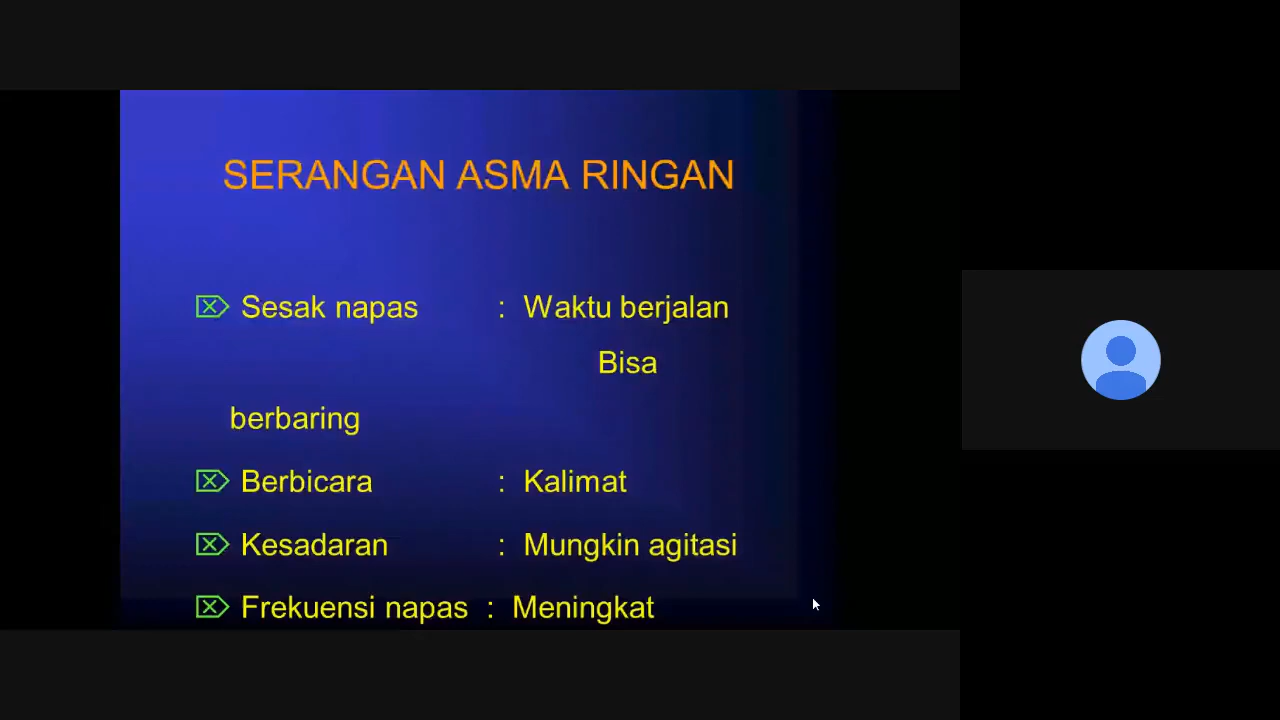 SERANGAN ASMA RINGAN
Sesak napas : Waktu berjalan
Bisa
berbaring
Berbicara : Kalimat
Kesadaran : Mungkin agitasi
Frekuensi napas : Meningkat